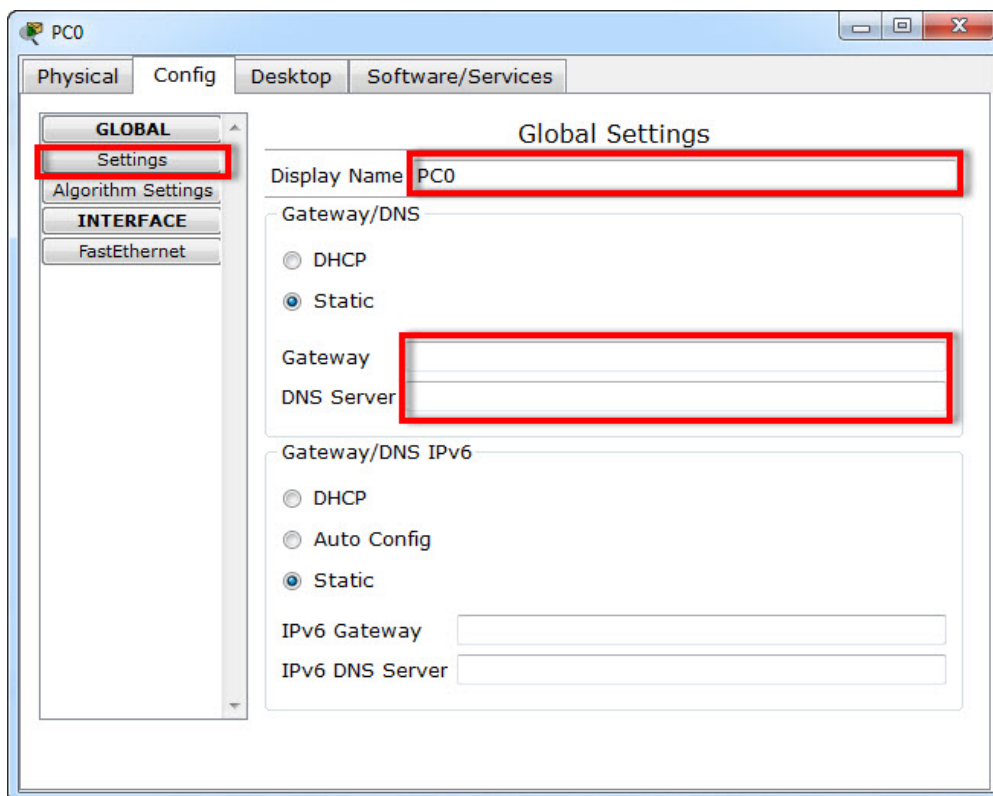 PC0
Physical Config Desktop Software/Services
GLOBAL
Settings
Algorithm Settings
INTERFACE
FastEthernet
Global Settings
Display Name PC0
Gateway/DNS
DHCP
Static
Gateway
DNS Server
Gateway/DNS IPv6
DHCP
Auto Config
Static
IPv6 Gateway
IPv6 DNS Server